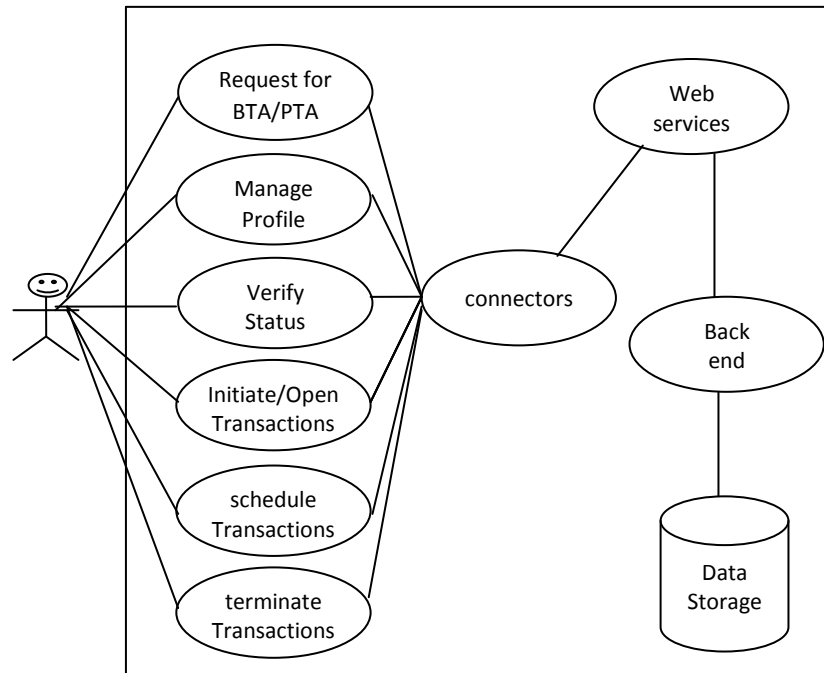 Request for
BTA/PTA
Web
services
Manage
Profile
connectors
Verify
Status
Back
end
Initiate/Open
Transactions
schedule
Transactions
Data
Storage
terminate
Transactions